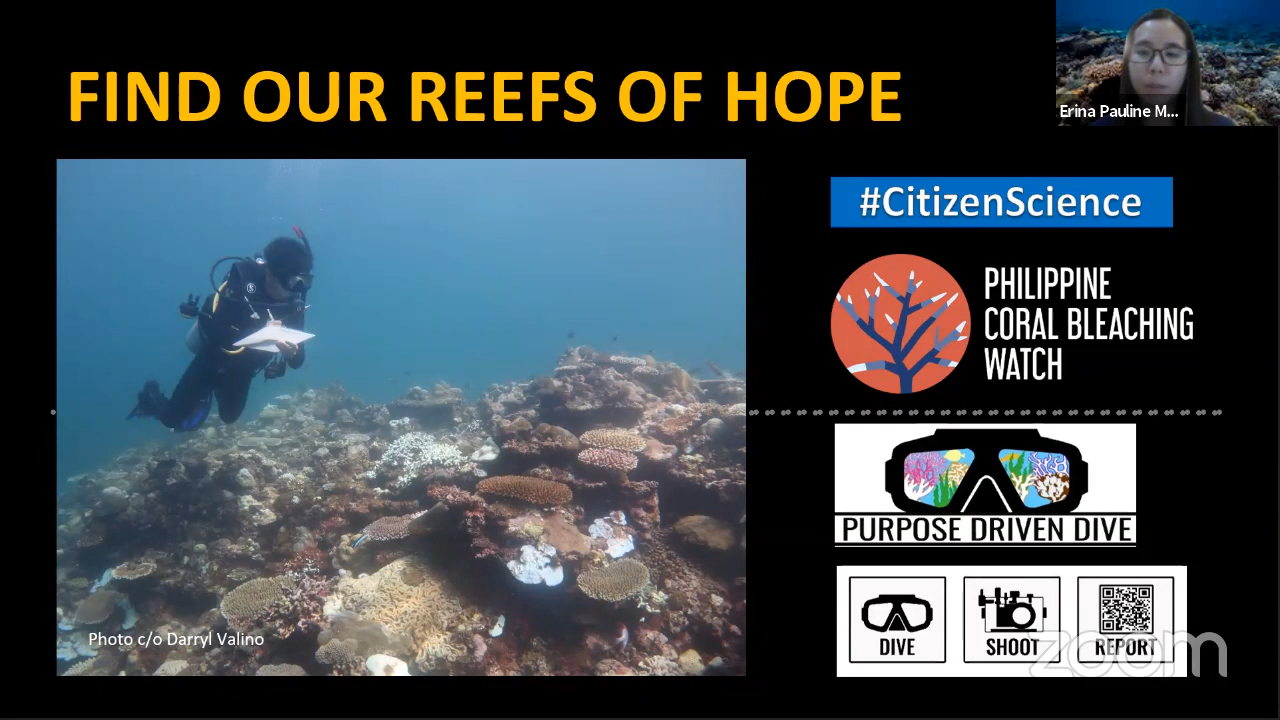 FIND OUR REEFS OF HOPE
Erina Pauline M...
#CitizenScience
PHILIPPINE
CORAL BLEACHING
WATCH
PURPOSE DRIVEN DIVE
DIVE
SHOOT
REPORT
Photo c/o Darryl Valino
zoom